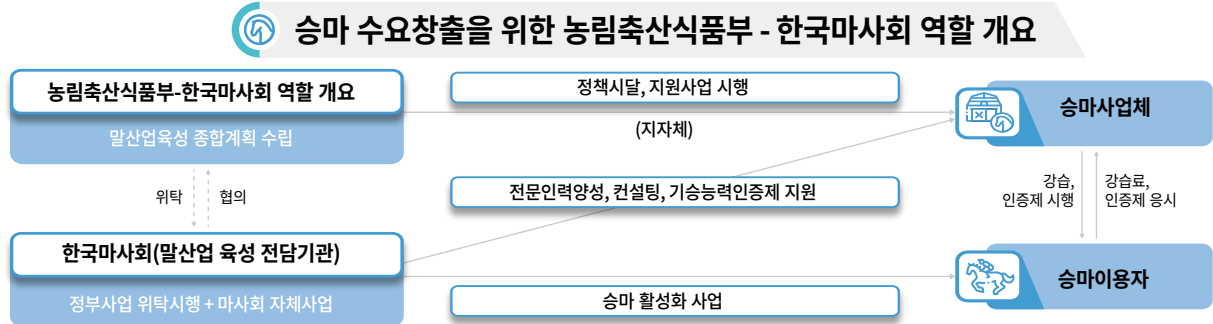 승마 수요창출을 위한 농림축산식품부 - 한국마사회 역할 개요
농림축산식품부-한국마사회 역할 개요
말산업육성 종합계획 수립
정책시달, 지원사업 시행
(지자체)
승마사업체
위탁
협의
전문인력양성, 컨설팅, 기승능력인증제 지원
강습,
인증제 시행
강습료,
인증제 응시
한국마사회(말산업 육성 전담기관)
정부사업 위탁시행 + 마사회 자체사업
승마 활성화 사업
승마이용자